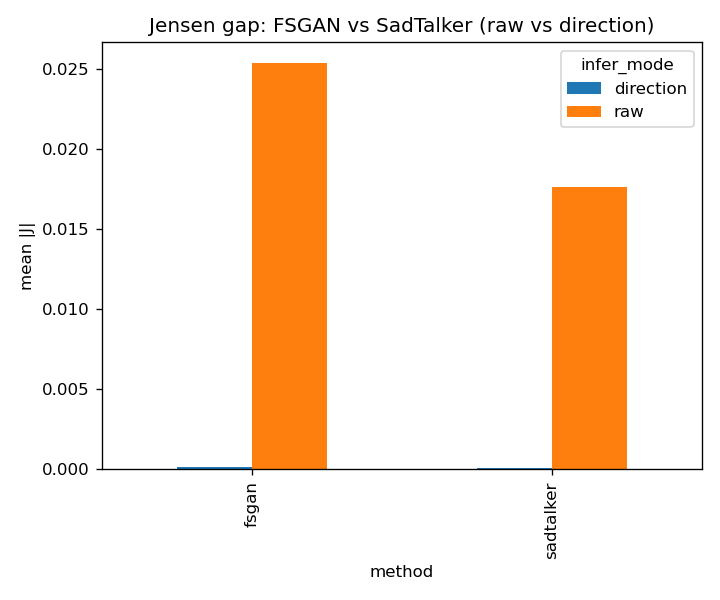 Jensen gap: FSGAN vs SadTalker (raw vs direction)
infer_mode
direction
raw
mean |J|
0.025
0.020
0.015
0.010
0.005
0.000
fsgan
sadtalker
method